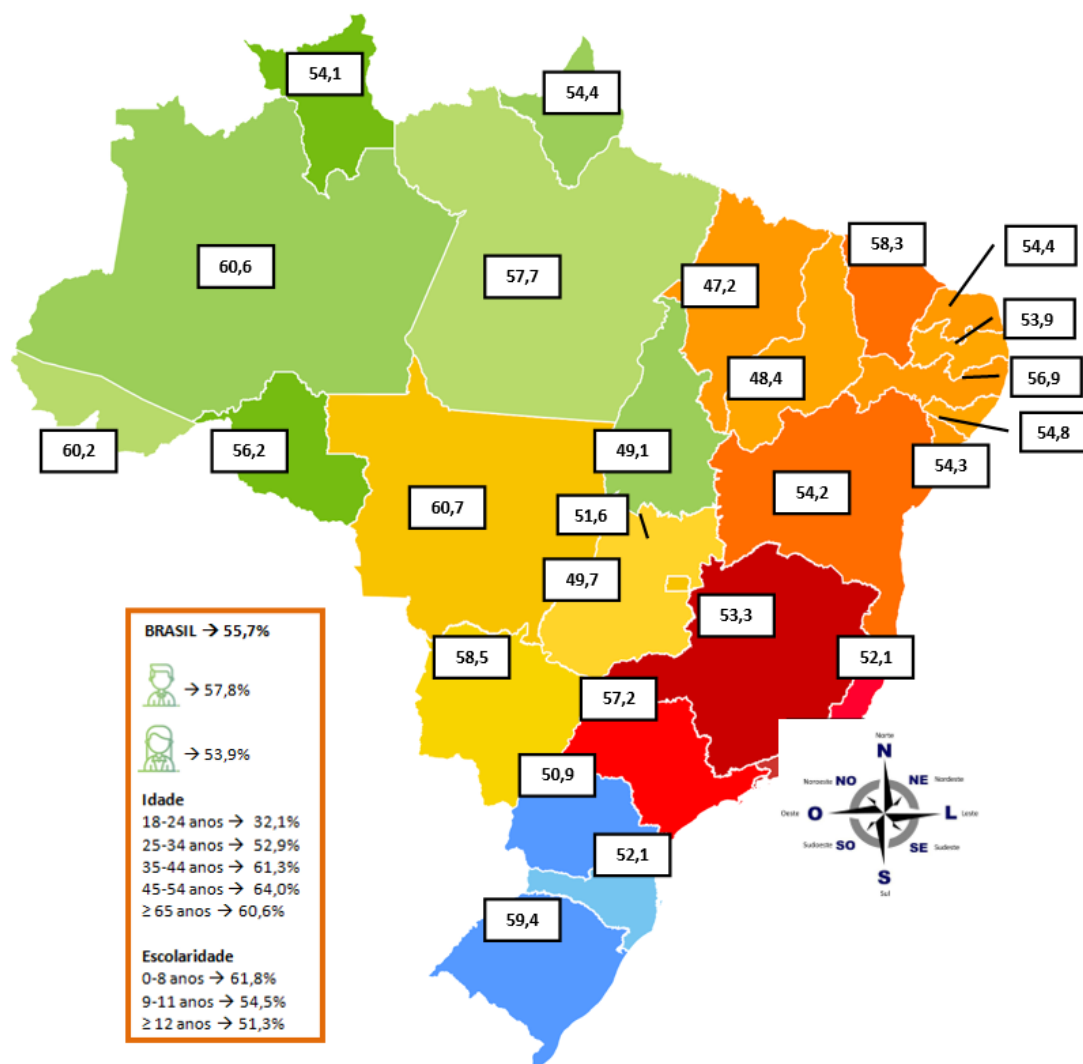 54,1
54,4
60,6
57,7
47,2
58,3
54,4
53,9
48,4
56,9
54,8
60,2
56,2
49,1
54,3
60,7
51,6
54,2
49,7
53,3
58,5
57,2
52,1
50,9
52,1
59,4
BRASIL → 55,7%
→ 57,8%
→ 53,9%
Idade
18-24 anos → 32,1%
25-34 anos → 52,9%
35-44 anos → 61,3%
45-54 anos → 64,0%
≥ 65 anos → 60,6%
Escolaridade
0-8 anos → 61,8%
9-11 anos → 54,5%
≥ 12 anos → 51,3%
Norte
N
Noroeste NO
NE Nordeste
Oeste O
L Leste
Sudoeste SO
SE Sudeste
S
Sul